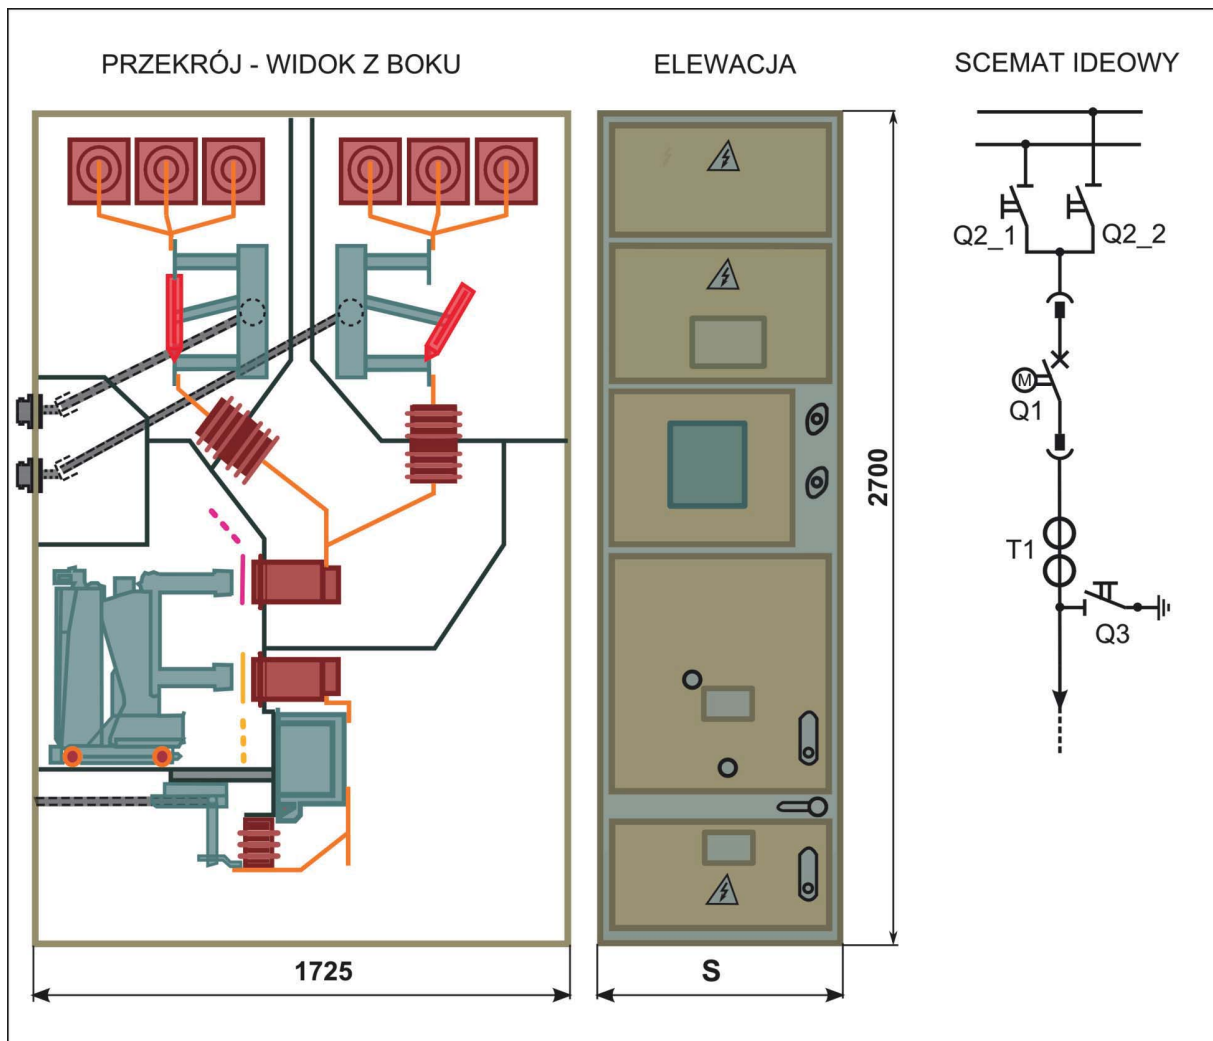 PRZEKRÓJ - WIDOK Z BOKU
ELEWACJA
SCEMAT IDEOWY
Q2_1
Q2_2
M
Q1
T1
Q3
2700
1725
S